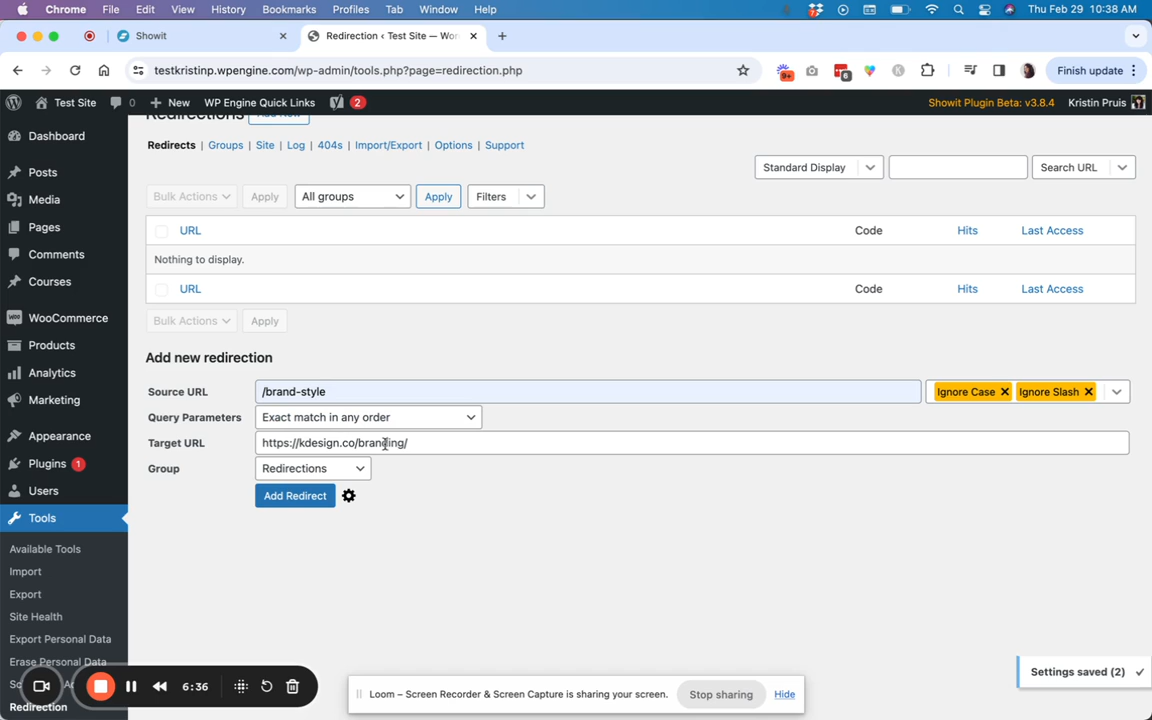 Chrome File Edit View History Bookmarks Profiles Tab Window Help Thu Feb 29 10:38 AM
Showit
Redirection ‹ Test Site — Wor
testkristinp.wpengine.com/wp-admin/tools.php?page=redirection.php
9+
6
Finish update
Test Site 0 New WP Engine Quick Links 2 Showit Plugin Beta: v3.8.4 Kristin Pruis
Redirections Add New
Dashboard
Posts
Media
Pages
Comments
Courses
WooCommerce
Products
Analytics
Marketing
Appearance
Plugins 1
Users
Tools
Available Tools
Import
Export
Site Health
Export Personal Data
Erase Personal Data
Redirection
Redirects | Groups | Site | Log | 404s | Import/Export | Options | Support
Standard Display Search URL
Bulk Actions Apply All groups Apply Filters
URL Code Hits Last Access
Nothing to display.
URL Code Hits Last Access
Bulk Actions Apply
Add new redirection
Source URL /brand-style Ignore Case Ignore Slash
Query Parameters Exact match in any order
Target URL https://kdesign.co/branding/
Group Redirections
Add Redirect
Settings saved (2)
6:36
Loom – Screen Recorder & Screen Capture is sharing your screen. Stop sharing Hide